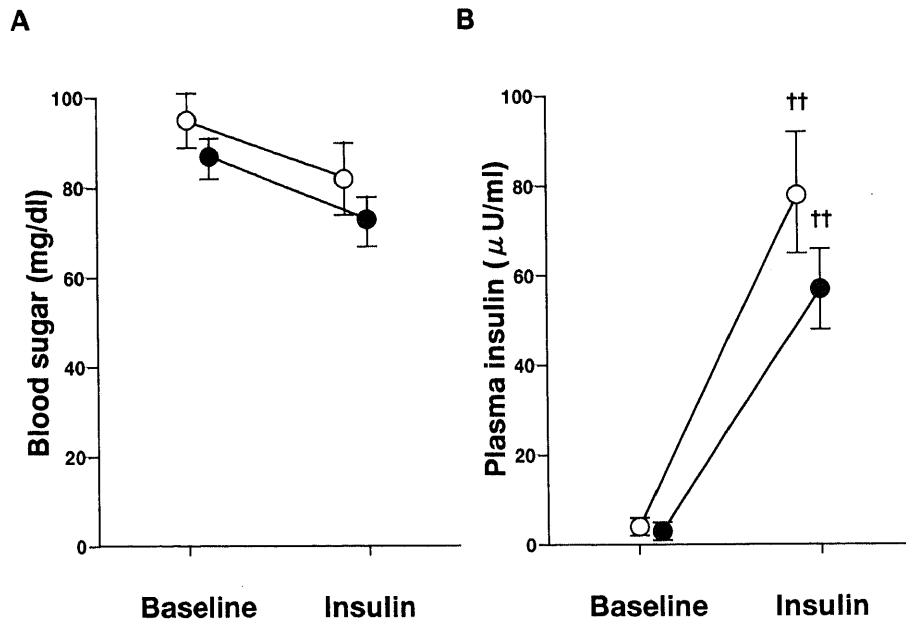 A
B
100
80
60
40
20
0
Blood sugar (mg/dl)
Baseline
Insulin
100
80
60
40
20
0
Plasma insulin (μU/ml)
††
††
Baseline
Insulin